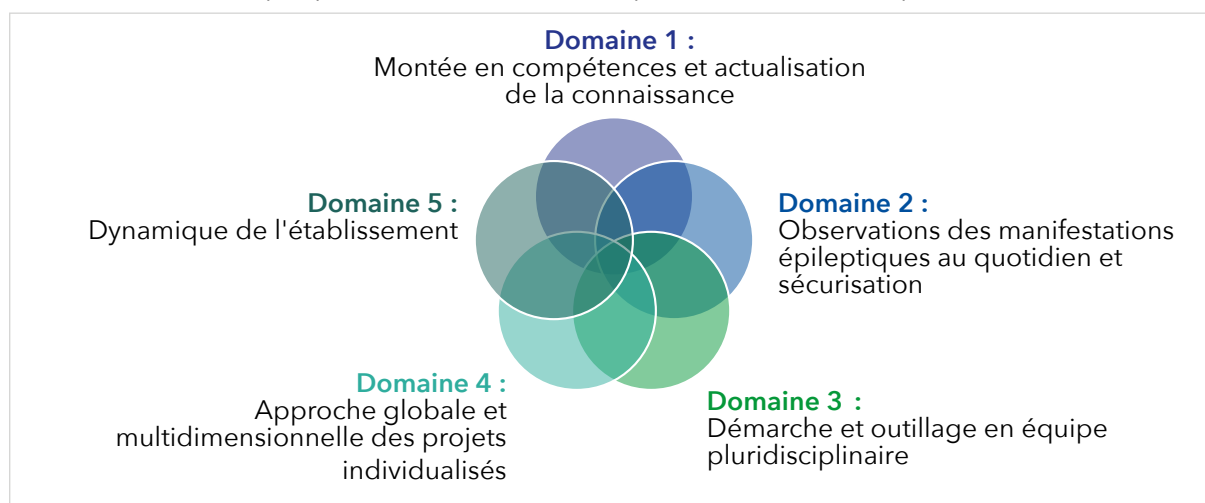 Domaine 1 :
Montée en compétences et actualisation
de la connaissance
Domaine 5 :
Dynamique de l'établissement
Domaine 2 :
Observations des manifestations
épileptiques au quotidien et
sécurisation
Domaine 4 :
Approche globale et
multidimensionnelle des projets
individualisés
Domaine 3 :
Démarche et outillage en équipe
pluridisciplinaire